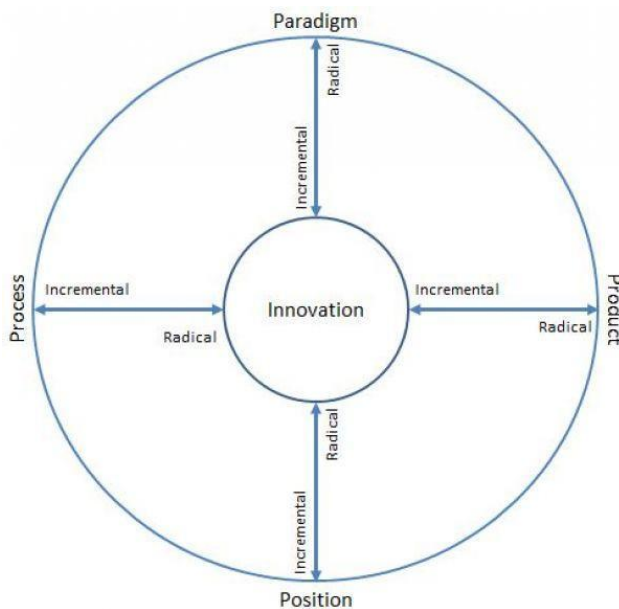 Paradigm
Radical
Incremental
Process
Incremental
Radical
Innovation
Incremental
Radical
Product
Radical
Incremental
Position